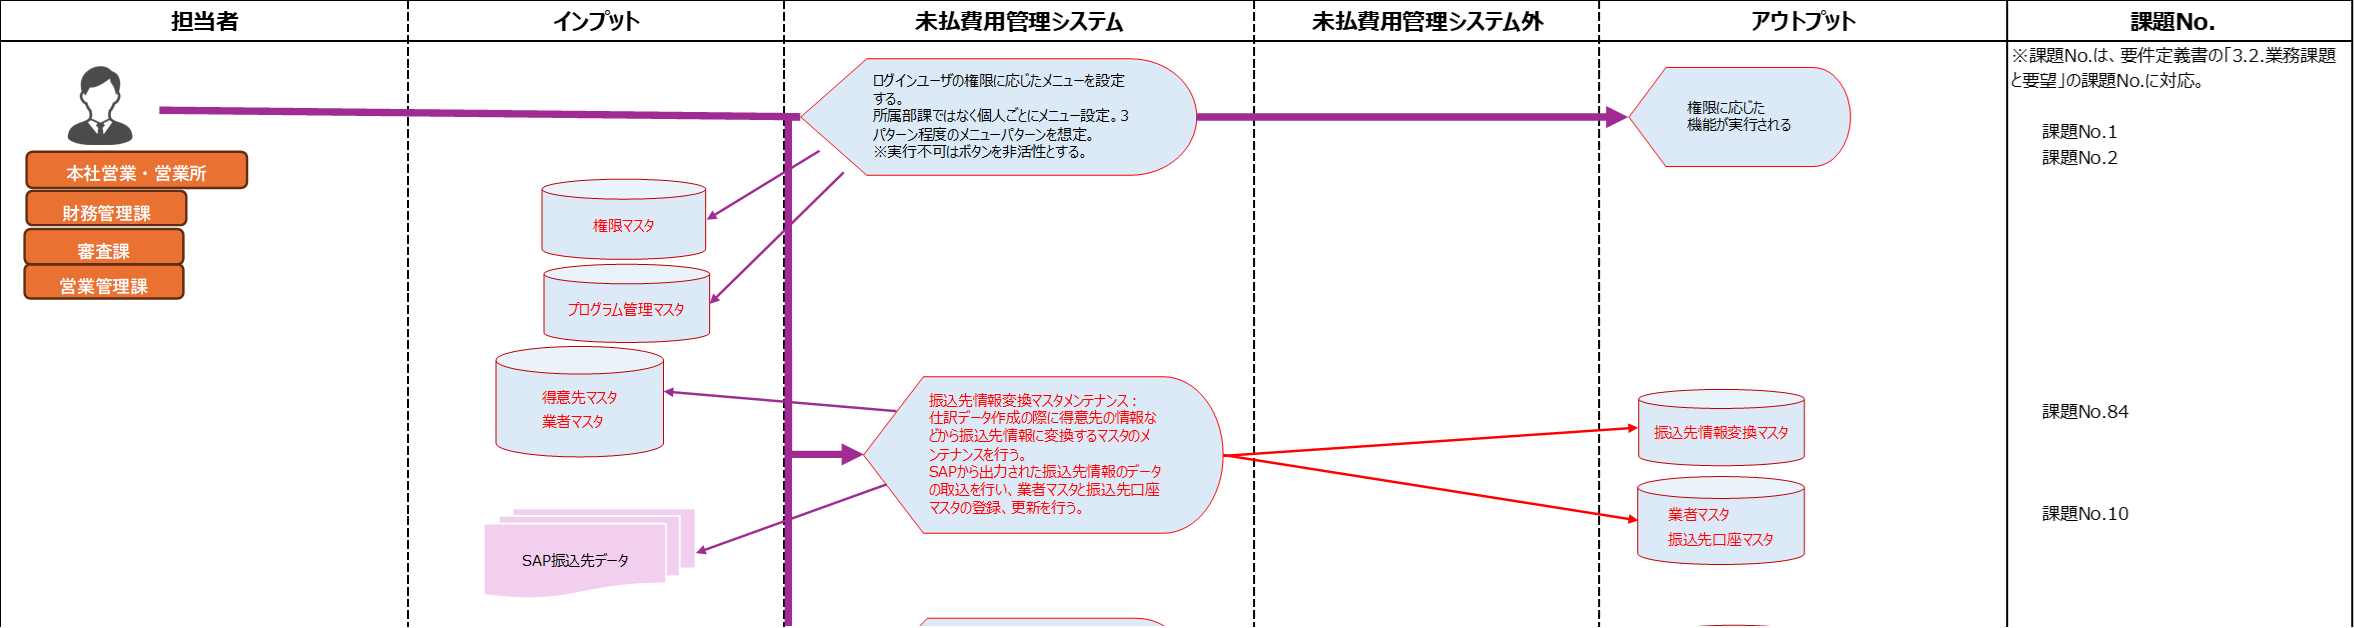 担当者
インプット
未払費用管理システム
未払費用管理システム外
アウトプット
課題No.
※課題No.は、要件定義書の「3.2.業務課題
と要望」の課題No.に対応。
ログインユーザの権限に応じたメニューを設定
する。
所属部課ではなく個人ごとにメニュー設定。3
パターン程度のメニューパターンを想定。
※実行不可はボタンを非活性とする。
権限に応じた
機能が実行される
課題No.1
課題No.2
本社営業・営業所
財務管理課
審査課
営業管理課
権限マスタ
プログラム管理マスタ
得意先マスタ
業者マスタ
振込先情報変換マスタメンテナンス：
仕訳データ作成の際に得意先の情報な
どから振込先情報に変換するマスタのメ
ンテナンスを行う。
SAPから出力された振込先情報のデータ
の取込を行い、業者マスタと振込先口座
マスタの登録、更新を行う。
振込先情報変換マスタ
課題No.84
業者マスタ
振込先口座マスタ
課題No.10
SAP振込先データ